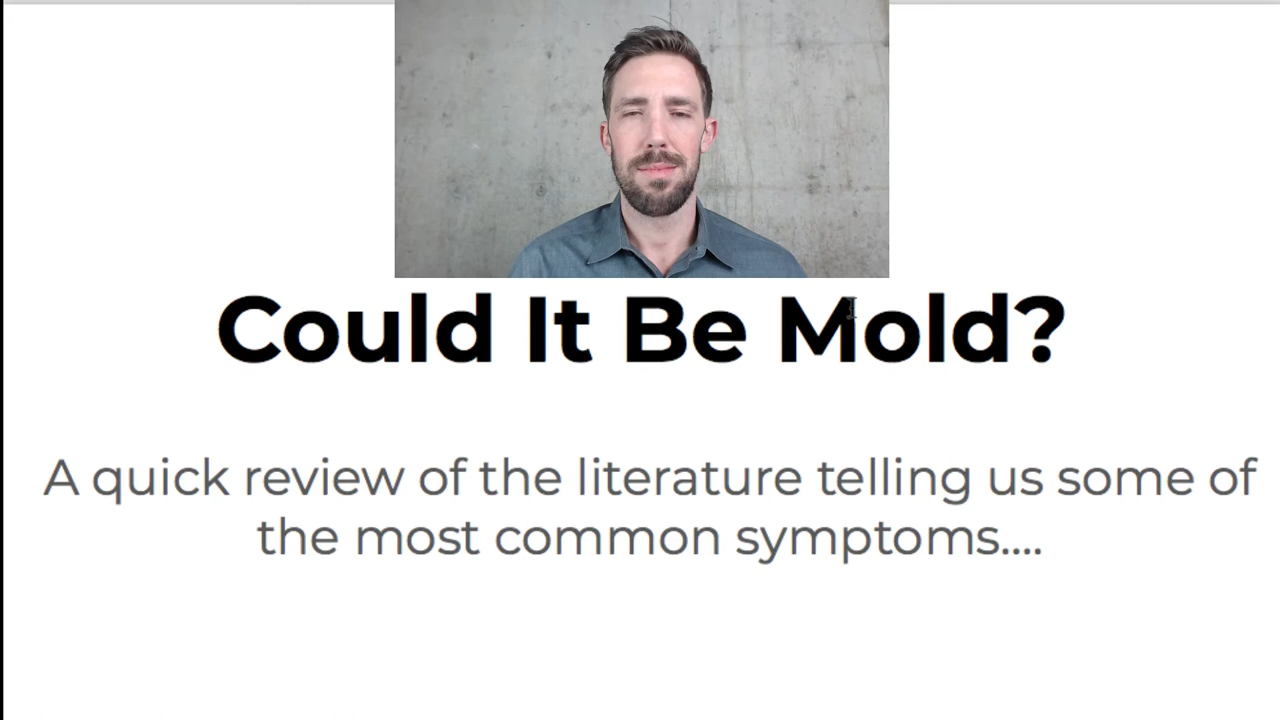 Could It Be Mold?
A quick review of the literature telling us some of
the most common symptoms....